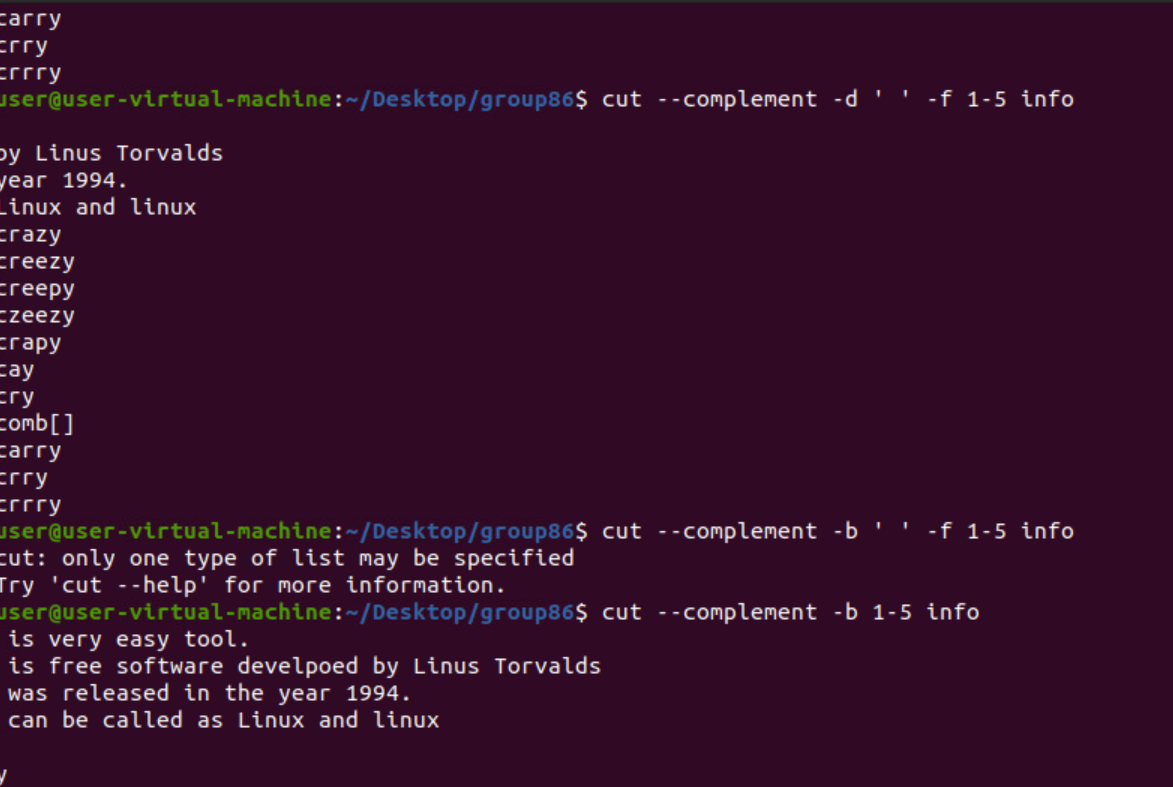 carry
crry
crrry
user@user-virtual-machine:~/Desktop/group86$ cut --complement -d ' ' -f 1-5 info
by Linus Torvalds
year 1994.
Linux and linux
crazy
creezy
creepy
czeezy
crapy
cay
cry
comb[]
carry
crry
crrry
user@user-virtual-machine:~/Desktop/group86$ cut --complement -b ' ' -f 1-5 info
cut: only one type of list may be specified
Try 'cut --help' for more information.
user@user-virtual-machine:~/Desktop/group86$ cut --complement -b 1-5 info
is very easy tool.
is free software develpoed by Linus Torvalds
was released in the year 1994.
can be called as Linux and linux
y